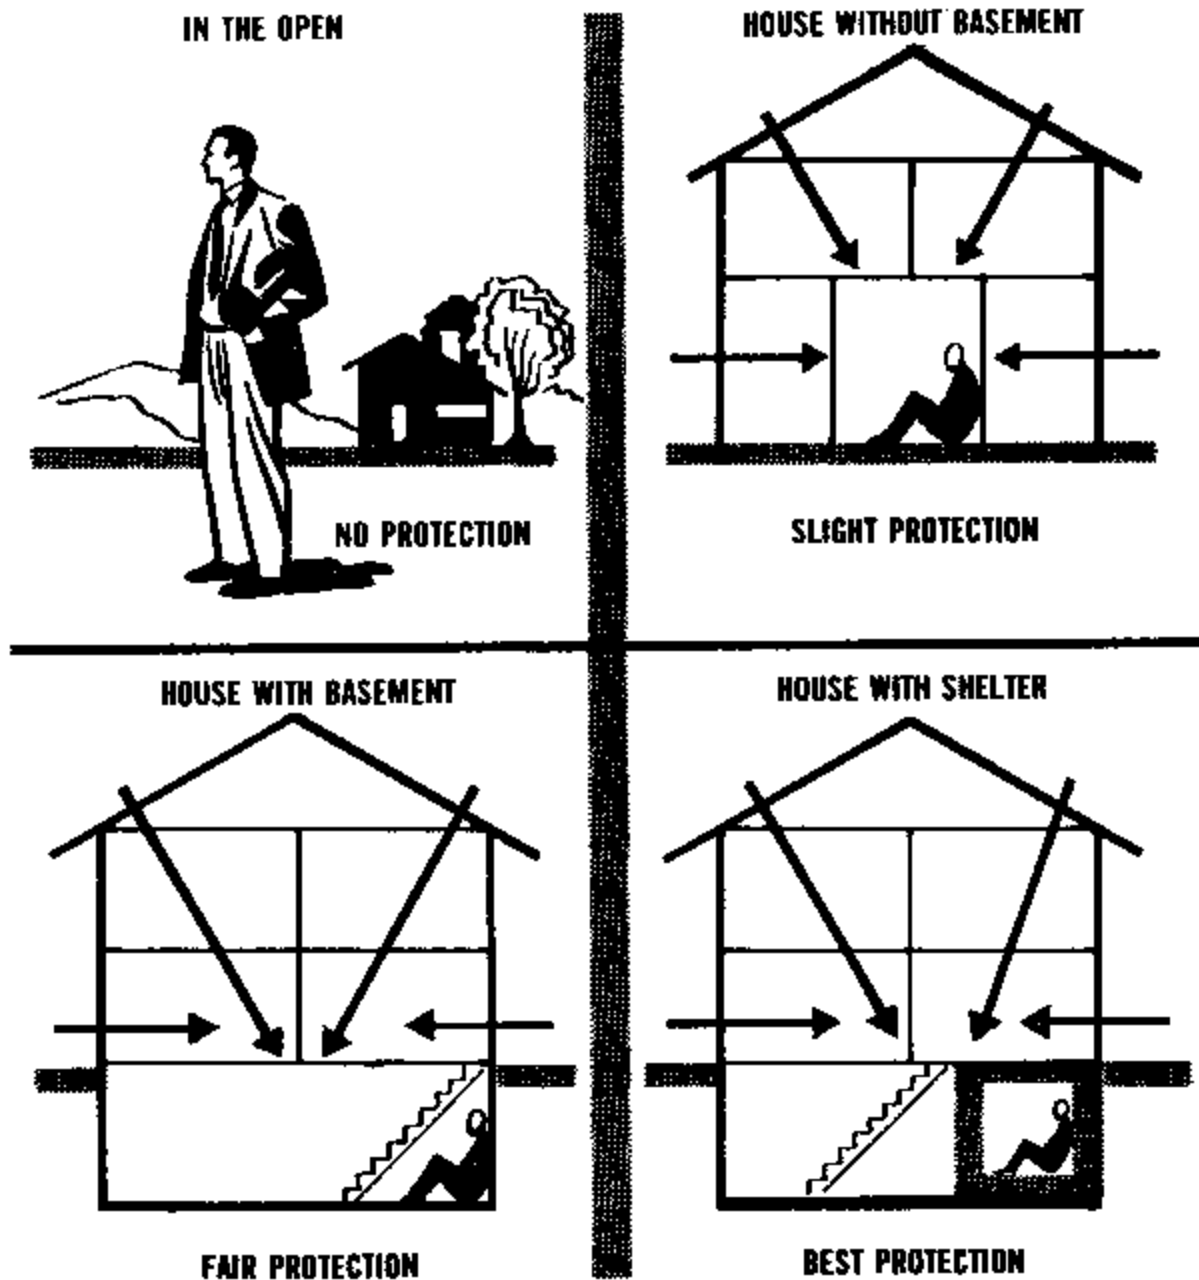 IN THE OPEN
NO PROTECTION
HOUSE WITHOUT BASEMENT
SLIGHT PROTECTION
HOUSE WITH BASEMENT
FAIR PROTECTION
HOUSE WITH SHELTER
BEST PROTECTION